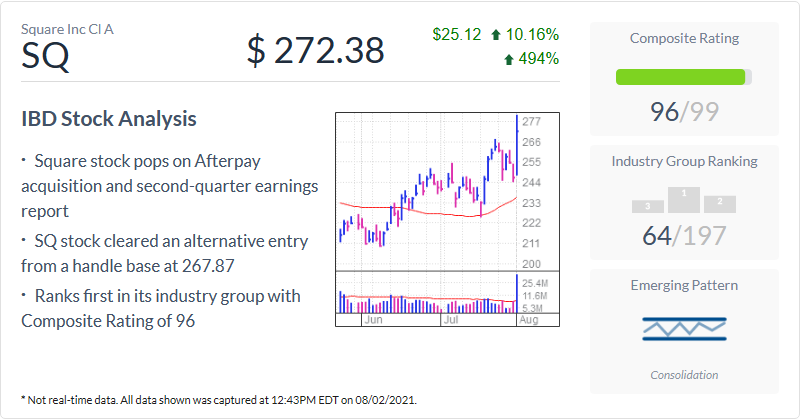 Square Inc Cl A
SQ
$ 272.38
$25.12 10.16%
494%
IBD Stock Analysis
· Square stock pops on Afterpay
acquisition and second-quarter earnings
report
· SQ stock cleared an alternative entry
from a handle base at 267.87
· Ranks first in its industry group with
Composite Rating of 96
277
266
255
244
233
222
211
200
25.4M
11.6M
5.3M
Jun Jul Aug
* Not real-time data. All data shown was captured at 12:43PM EDT on 08/02/2021.
Composite Rating
96/99
Industry Group Ranking
3 1 2
64/197
Emerging Pattern
Consolidation